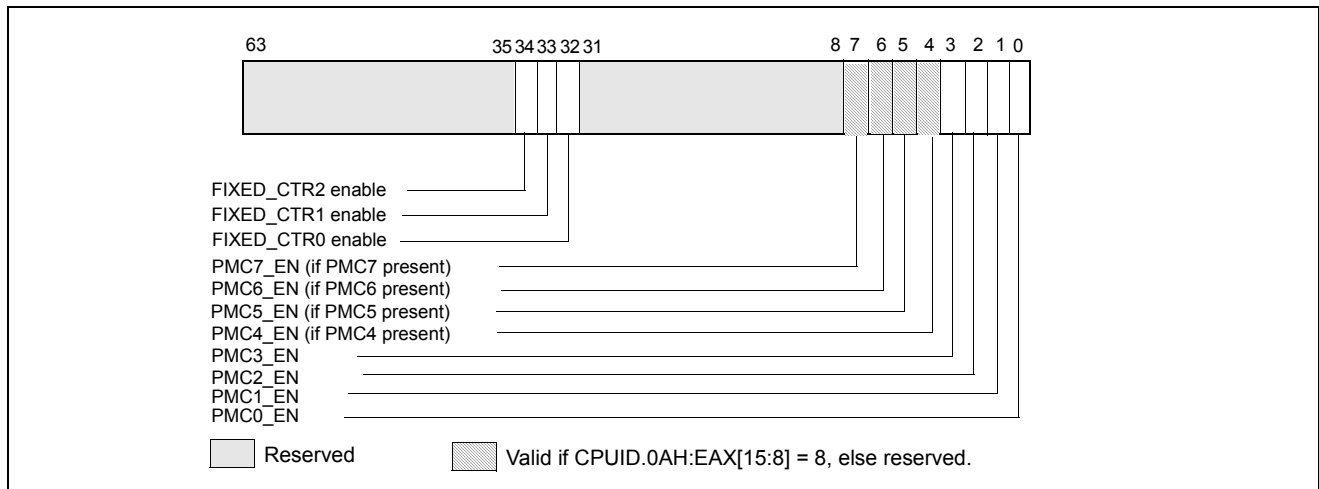 63 35 34 33 32 31 8 7 6 5 4 3 2 1 0
FIXED_CTR2 enable
FIXED_CTR1 enable
FIXED_CTR0 enable
PMC7_EN (if PMC7 present)
PMC6_EN (if PMC6 present)
PMC5_EN (if PMC5 present)
PMC4_EN (if PMC4 present)
PMC3_EN
PMC2_EN
PMC1_EN
PMC0_EN
Reserved Valid if CPUID.0AH:EAX[15:8] = 8, else reserved.